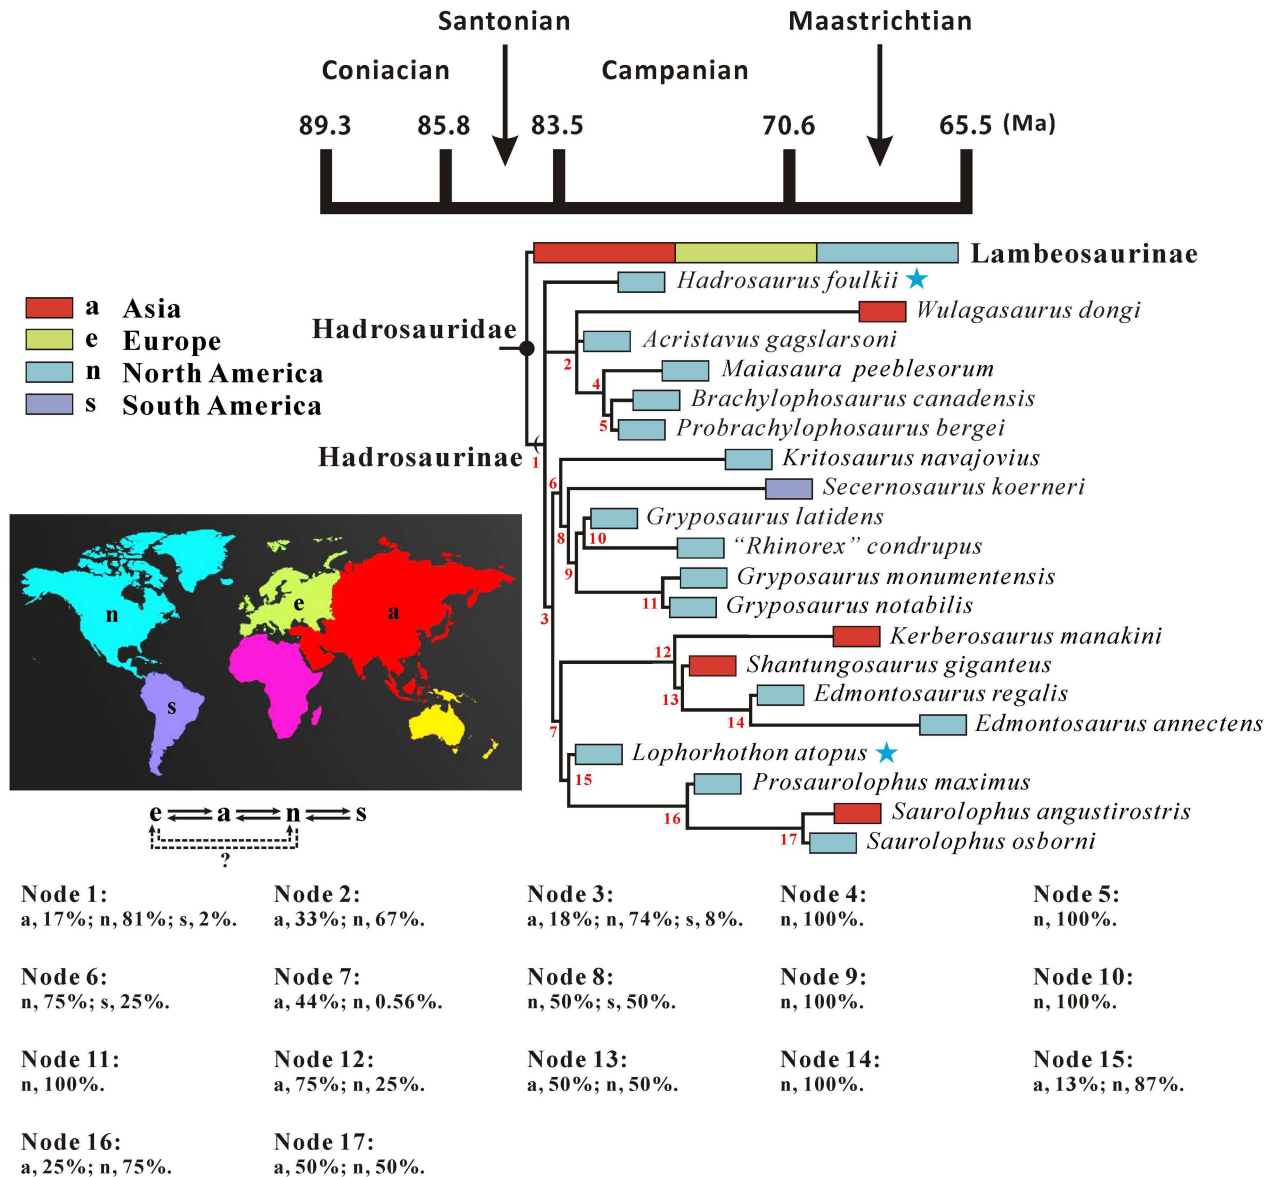 Santonian
Maastrichtian
Coniacian
Campanian
89.3
85.8
83.5
70.6
65.5 (Ma)
Lambeosaurinae
Hadrosaurus foulkii
a Asia
Wulagasaurus dongi
Hadrosauridae
e Europe
Acristavus gagslarsoni
2
n North America
Maiasaura peeblesorum
4
s South America
Brachylophosaurus canadensis
5
Probrachylophosaurus bergei
Hadrosaurinae
1
Kritosaurus navajovius
6
Secernosaurus koerneri
Gryposaurus latidens
8
10
"Rhinorex" condrupus
9
Gryposaurus monumentensis
11
Gryposaurus notabilis
n
e
a
s
3
Kerberosaurus manakini
12
Shantungosaurus giganteus
13
Edmontosaurus regalis
14
Edmontosaurus annectens
7
Lophorhothon atopus
15
Prosaurolophus maximus
16
Saurolophus angustirostris
17
Saurolophus osborni
e a n s
?
Node 1: Node 2: Node 3: Node 4: Node 5:
a, 17%; n, 81%; s, 2%. a, 33%; n, 67%. a, 18%; n, 74%; s, 8%. n, 100%. n, 100%.
Node 6: Node 7: Node 8: Node 9: Node 10:
n, 75%; s, 25%. a, 44%; n, 0.56%. n, 50%; s, 50%. n, 100%. n, 100%.
Node 11: Node 12: Node 13: Node 14: Node 15:
n, 100%. a, 75%; n, 25%. a, 50%; n, 50%. n, 100%. a, 13%; n, 87%.
Node 16: Node 17:
a, 25%; n, 75%. a, 50%; n, 50%.